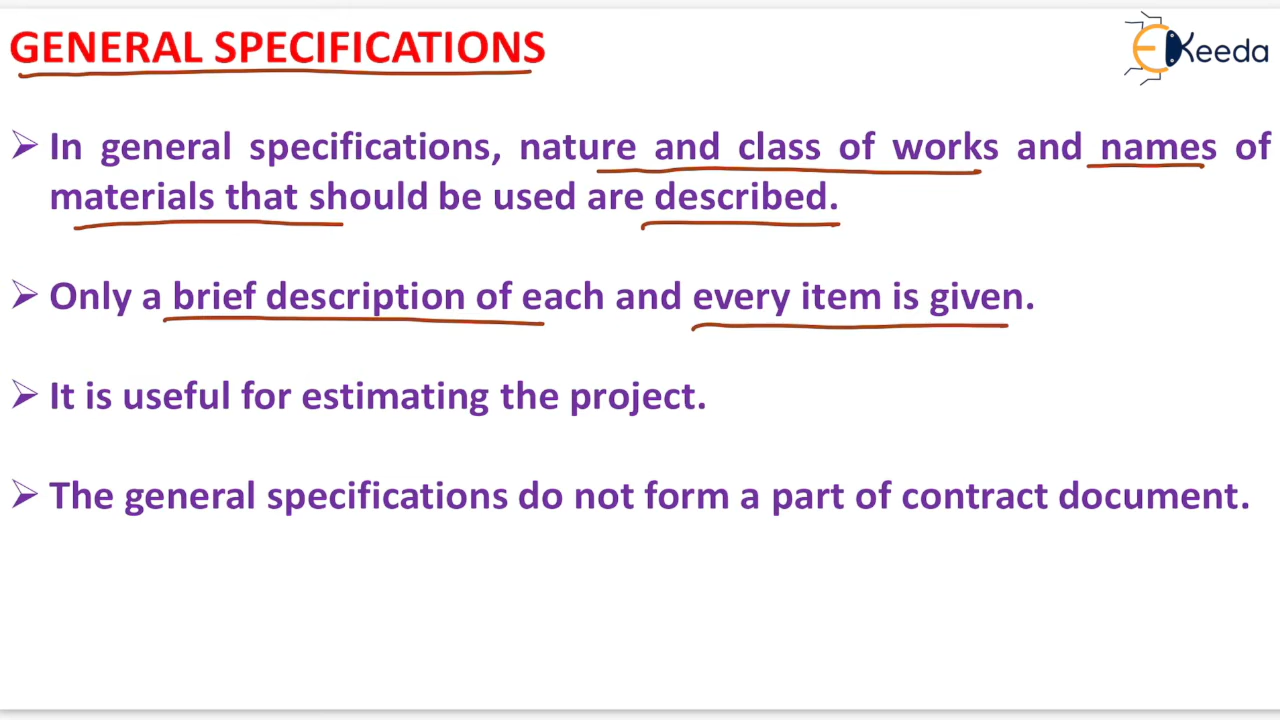 GENERAL SPECIFICATIONS
EKeeda
➢ In general specifications, nature and class of works and names of
materials that should be used are described.
➢ Only a brief description of each and every item is given.
➢ It is useful for estimating the project.
➢ The general specifications do not form a part of contract document.